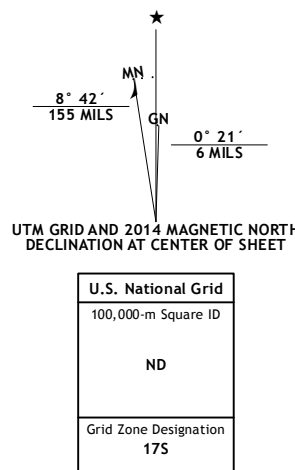 MN
8° 42´
155 MILS
GN
0° 21´
6 MILS
UTM GRID AND 2014 MAGNETIC NORTH
DECLINATION AT CENTER OF SHEET
U.S. National Grid
100,000-m Square ID
ND
Grid Zone Designation
17S